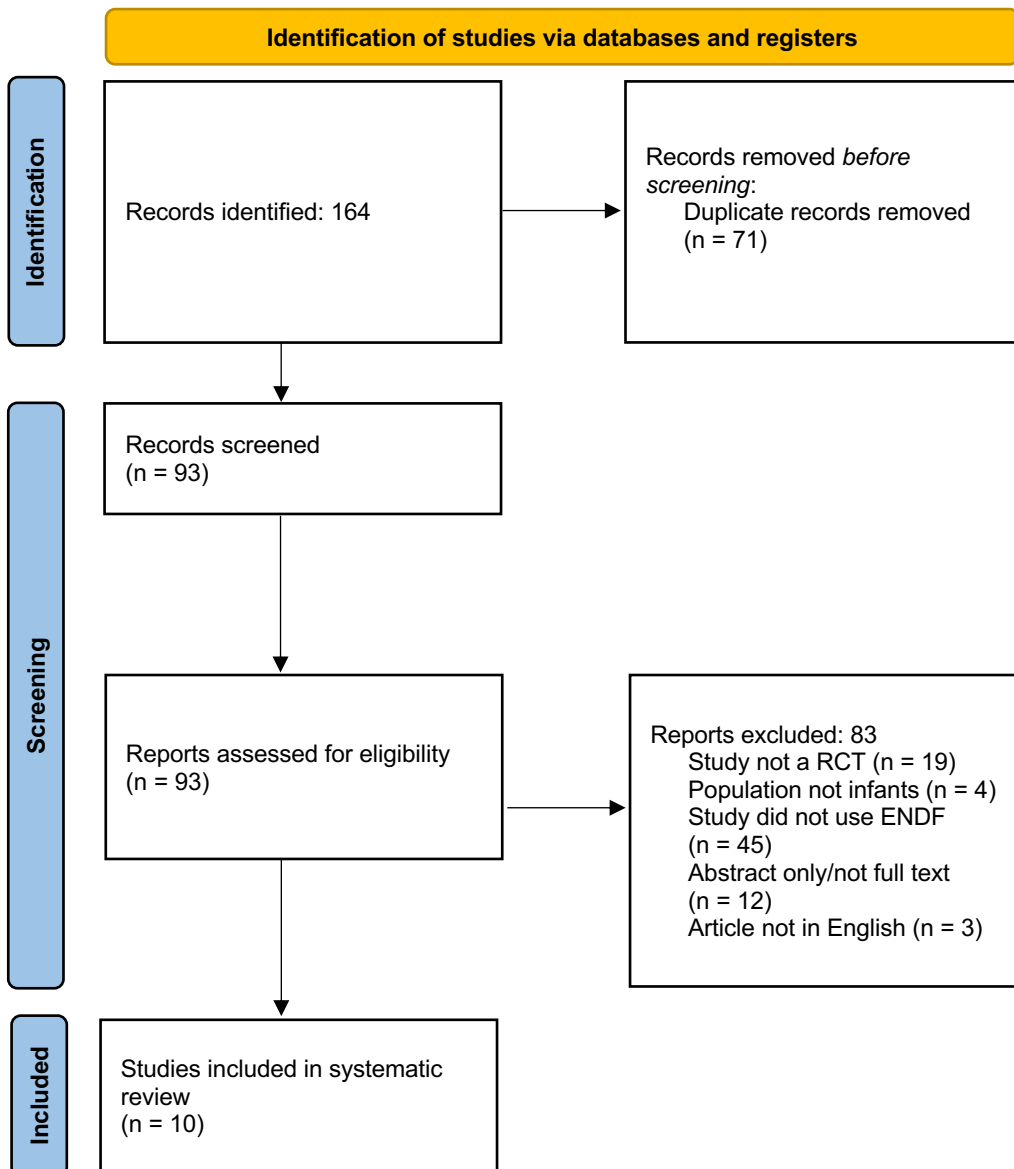 Identification of studies via databases and registers
Identification
Records identified: 164
Records removed before
screening:
Duplicate records removed
(n = 71)
Screening
Records screened
(n = 93)
Reports assessed for eligibility
(n = 93)
Reports excluded: 83
Study not a RCT (n = 19)
Population not infants (n = 4)
Study did not use ENDF
(n = 45)
Abstract only/not full text
(n = 12)
Article not in English (n = 3)
Included
Studies included in systematic
review
(n = 10)